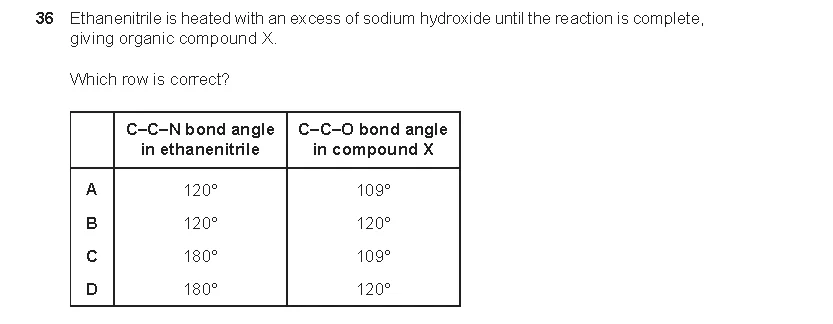 36 Ethanenitrile is heated with an excess of sodium hydroxide until the reaction is complete,
giving organic compound X.
Which row is correct?
C–C–N bond angle in ethanenitrile C–C–O bond angle in compound X
A 120° 109°
B 120° 120°
C 180° 109°
D 180° 120°